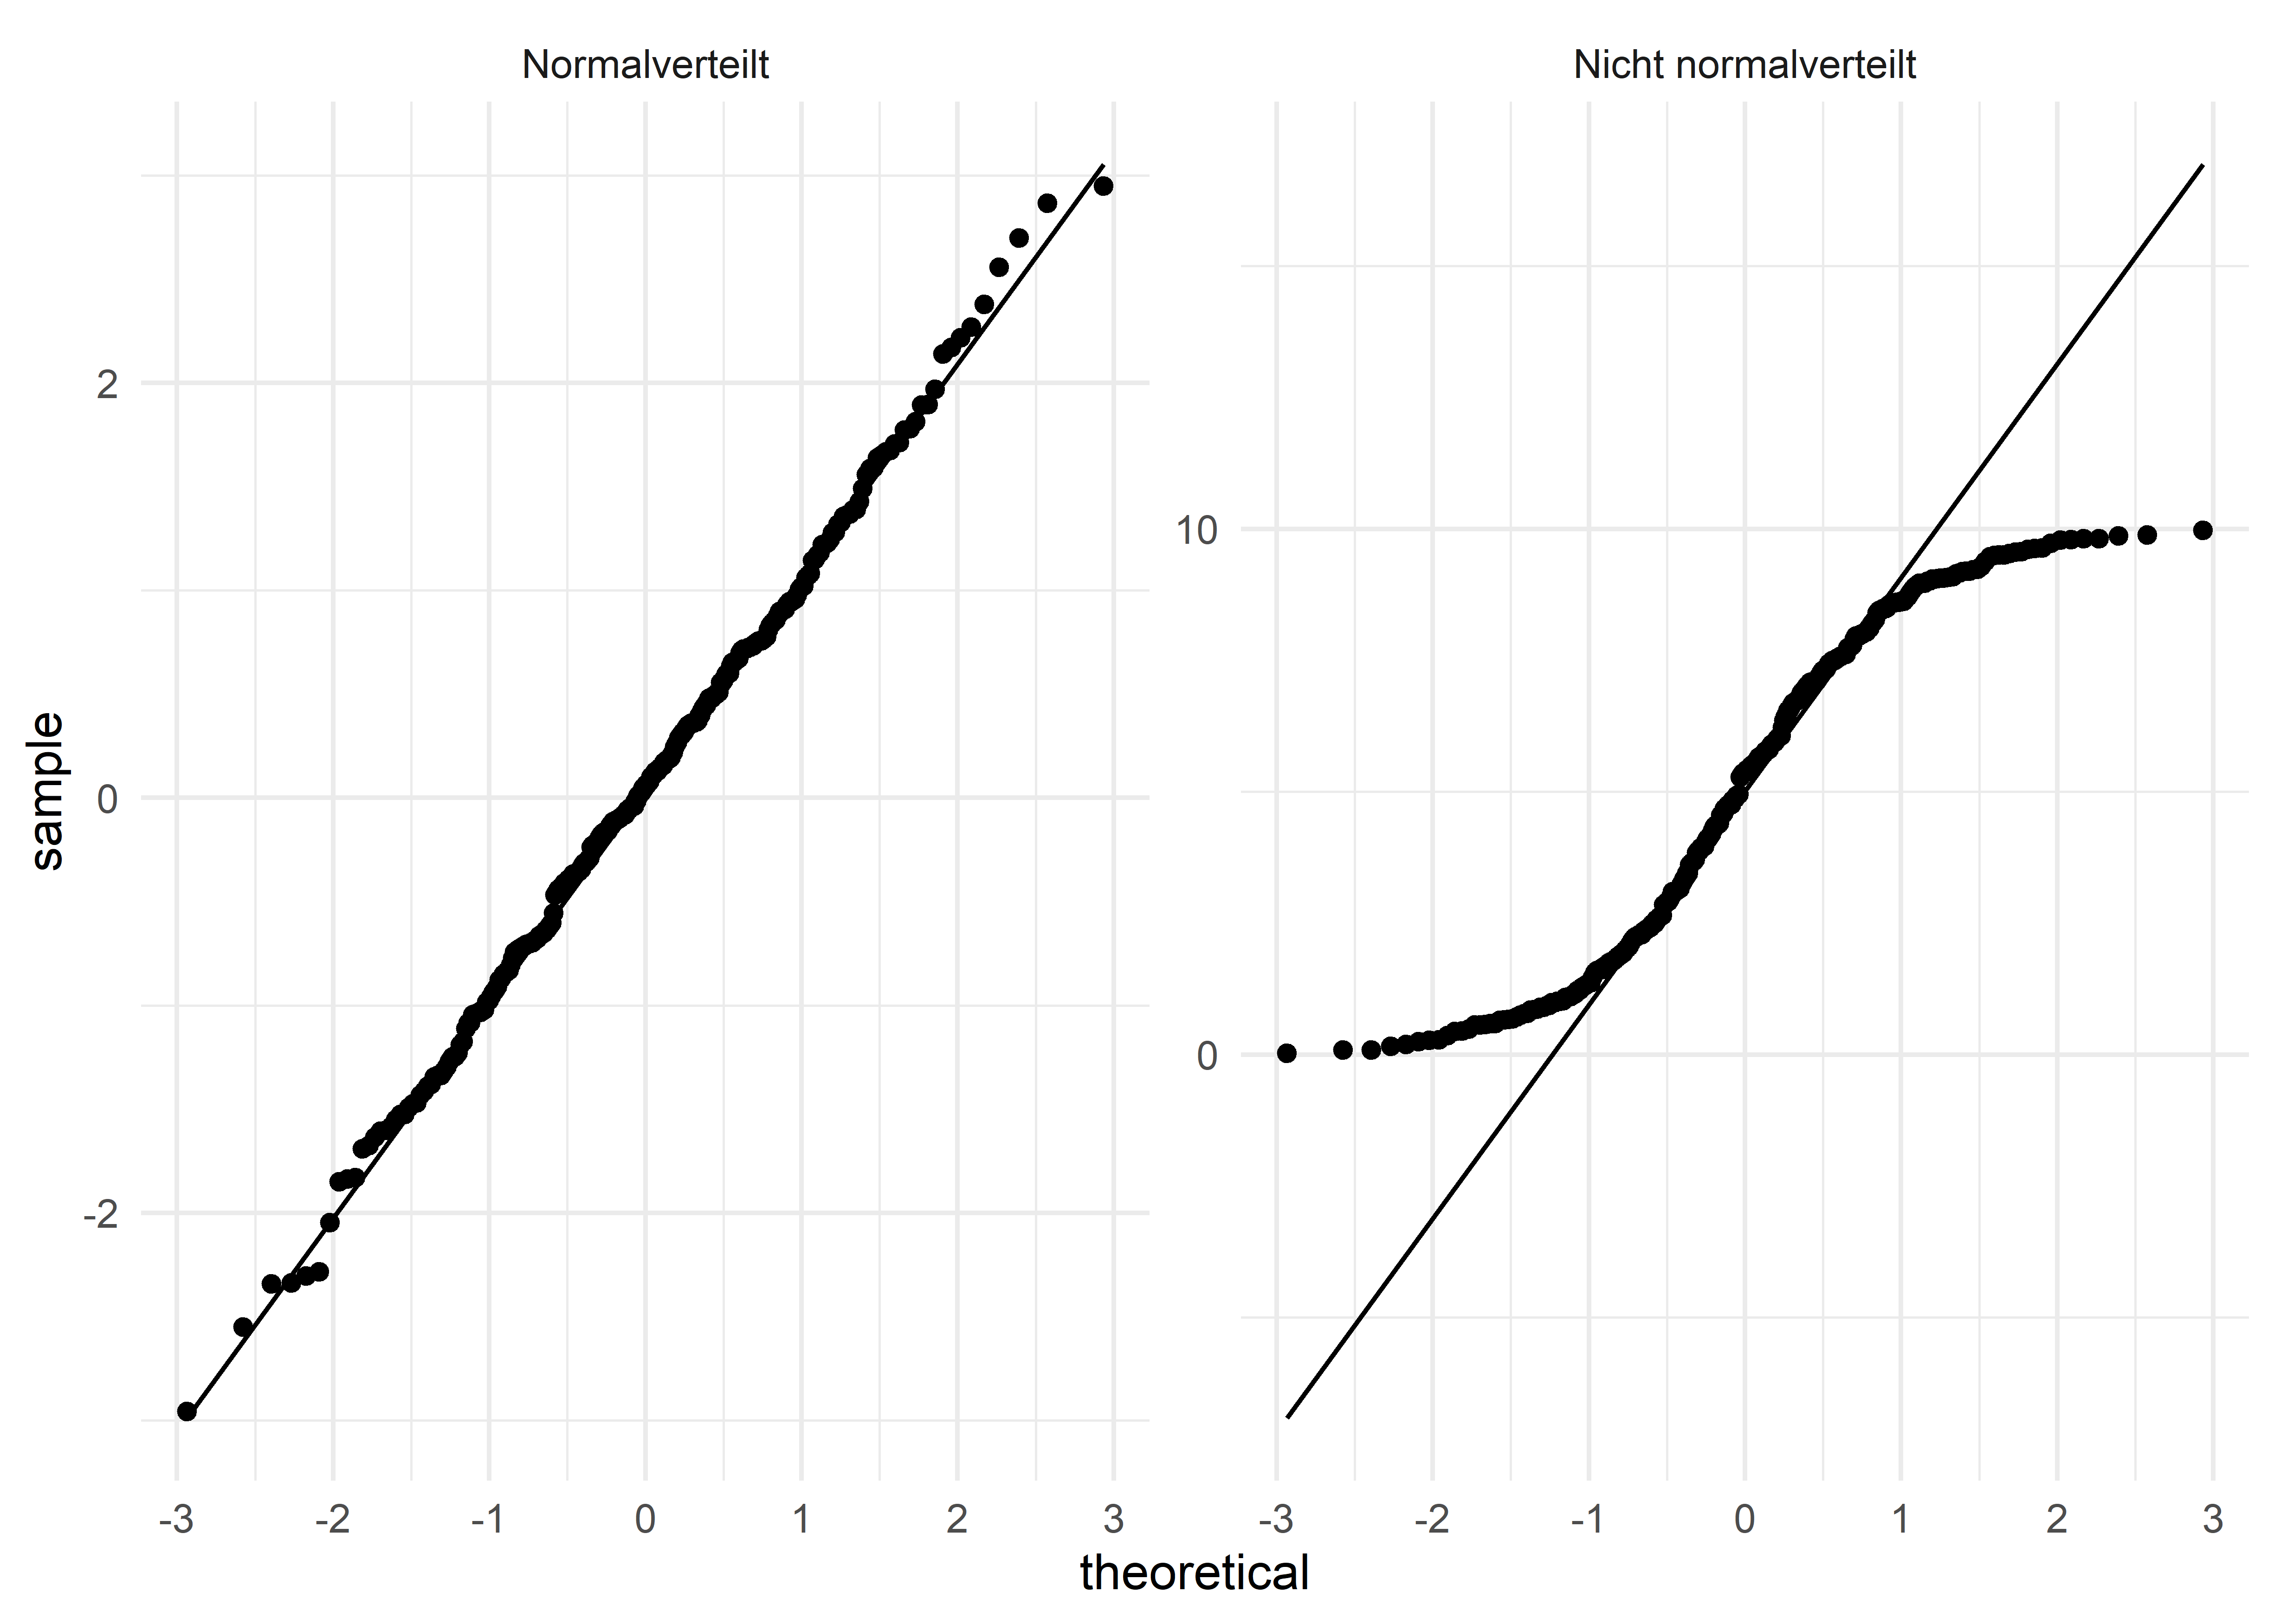 Normalverteilt
Nicht normalverteilt
sample
2
0
-2
10
0
-3 -2 -1 0 1 2 3
-3 -2 -1 0 1 2 3
theoretical